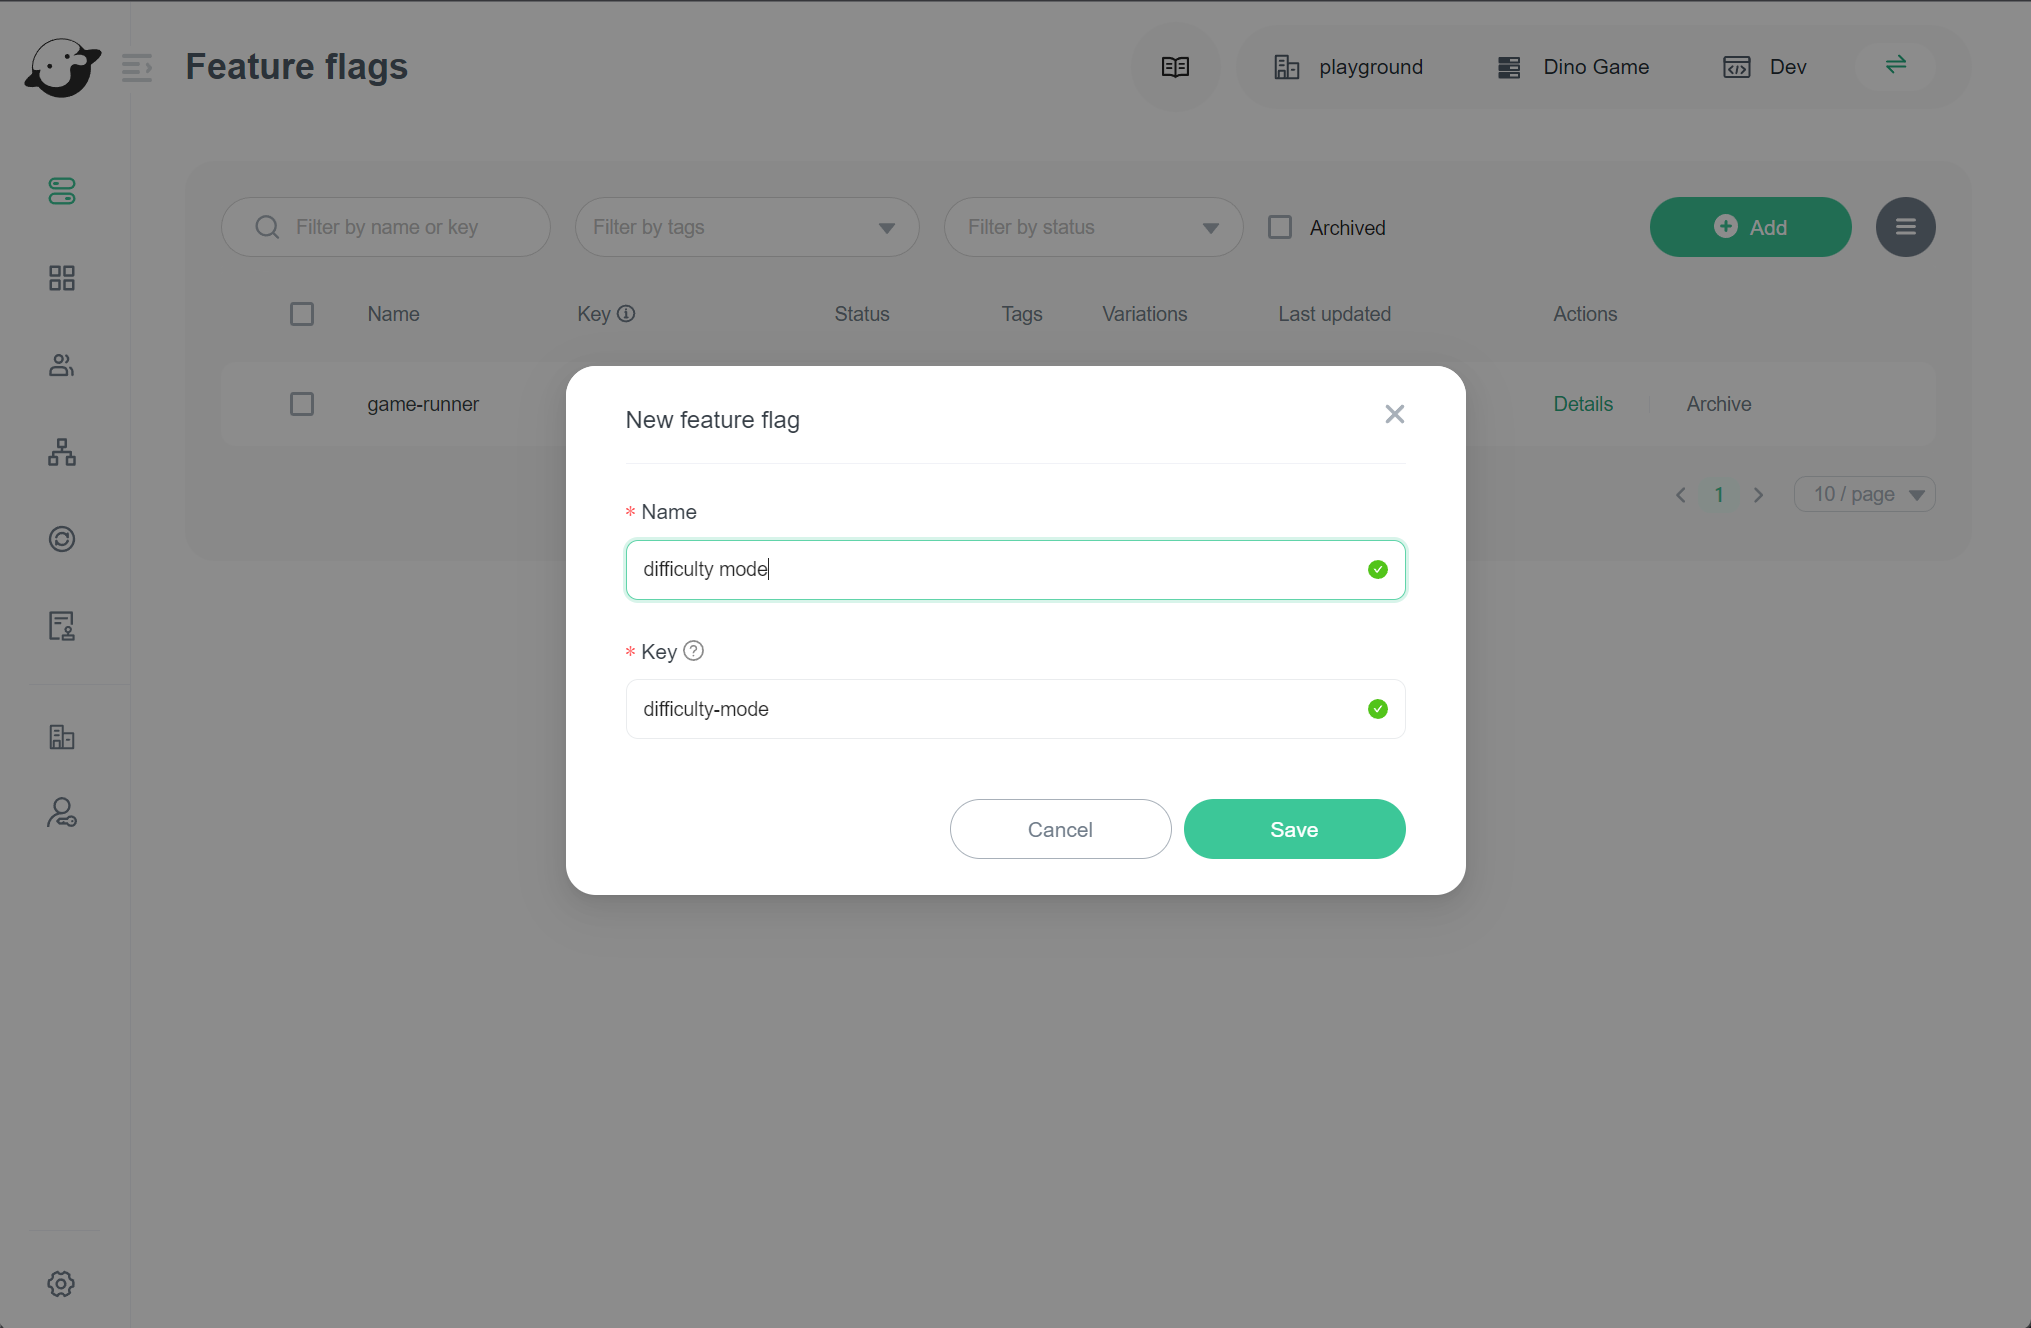 Feature flags
playground
Dino Game
Dev
Filter by name or key
Filter by tags
Filter by status
Archived
Add
Name
Key
Status
Tags
Variations
Last updated
Actions
game-runner
Details
Archive
1
10 / page
New feature flag
* Name
difficulty mode
* Key
difficulty-mode
Cancel
Save